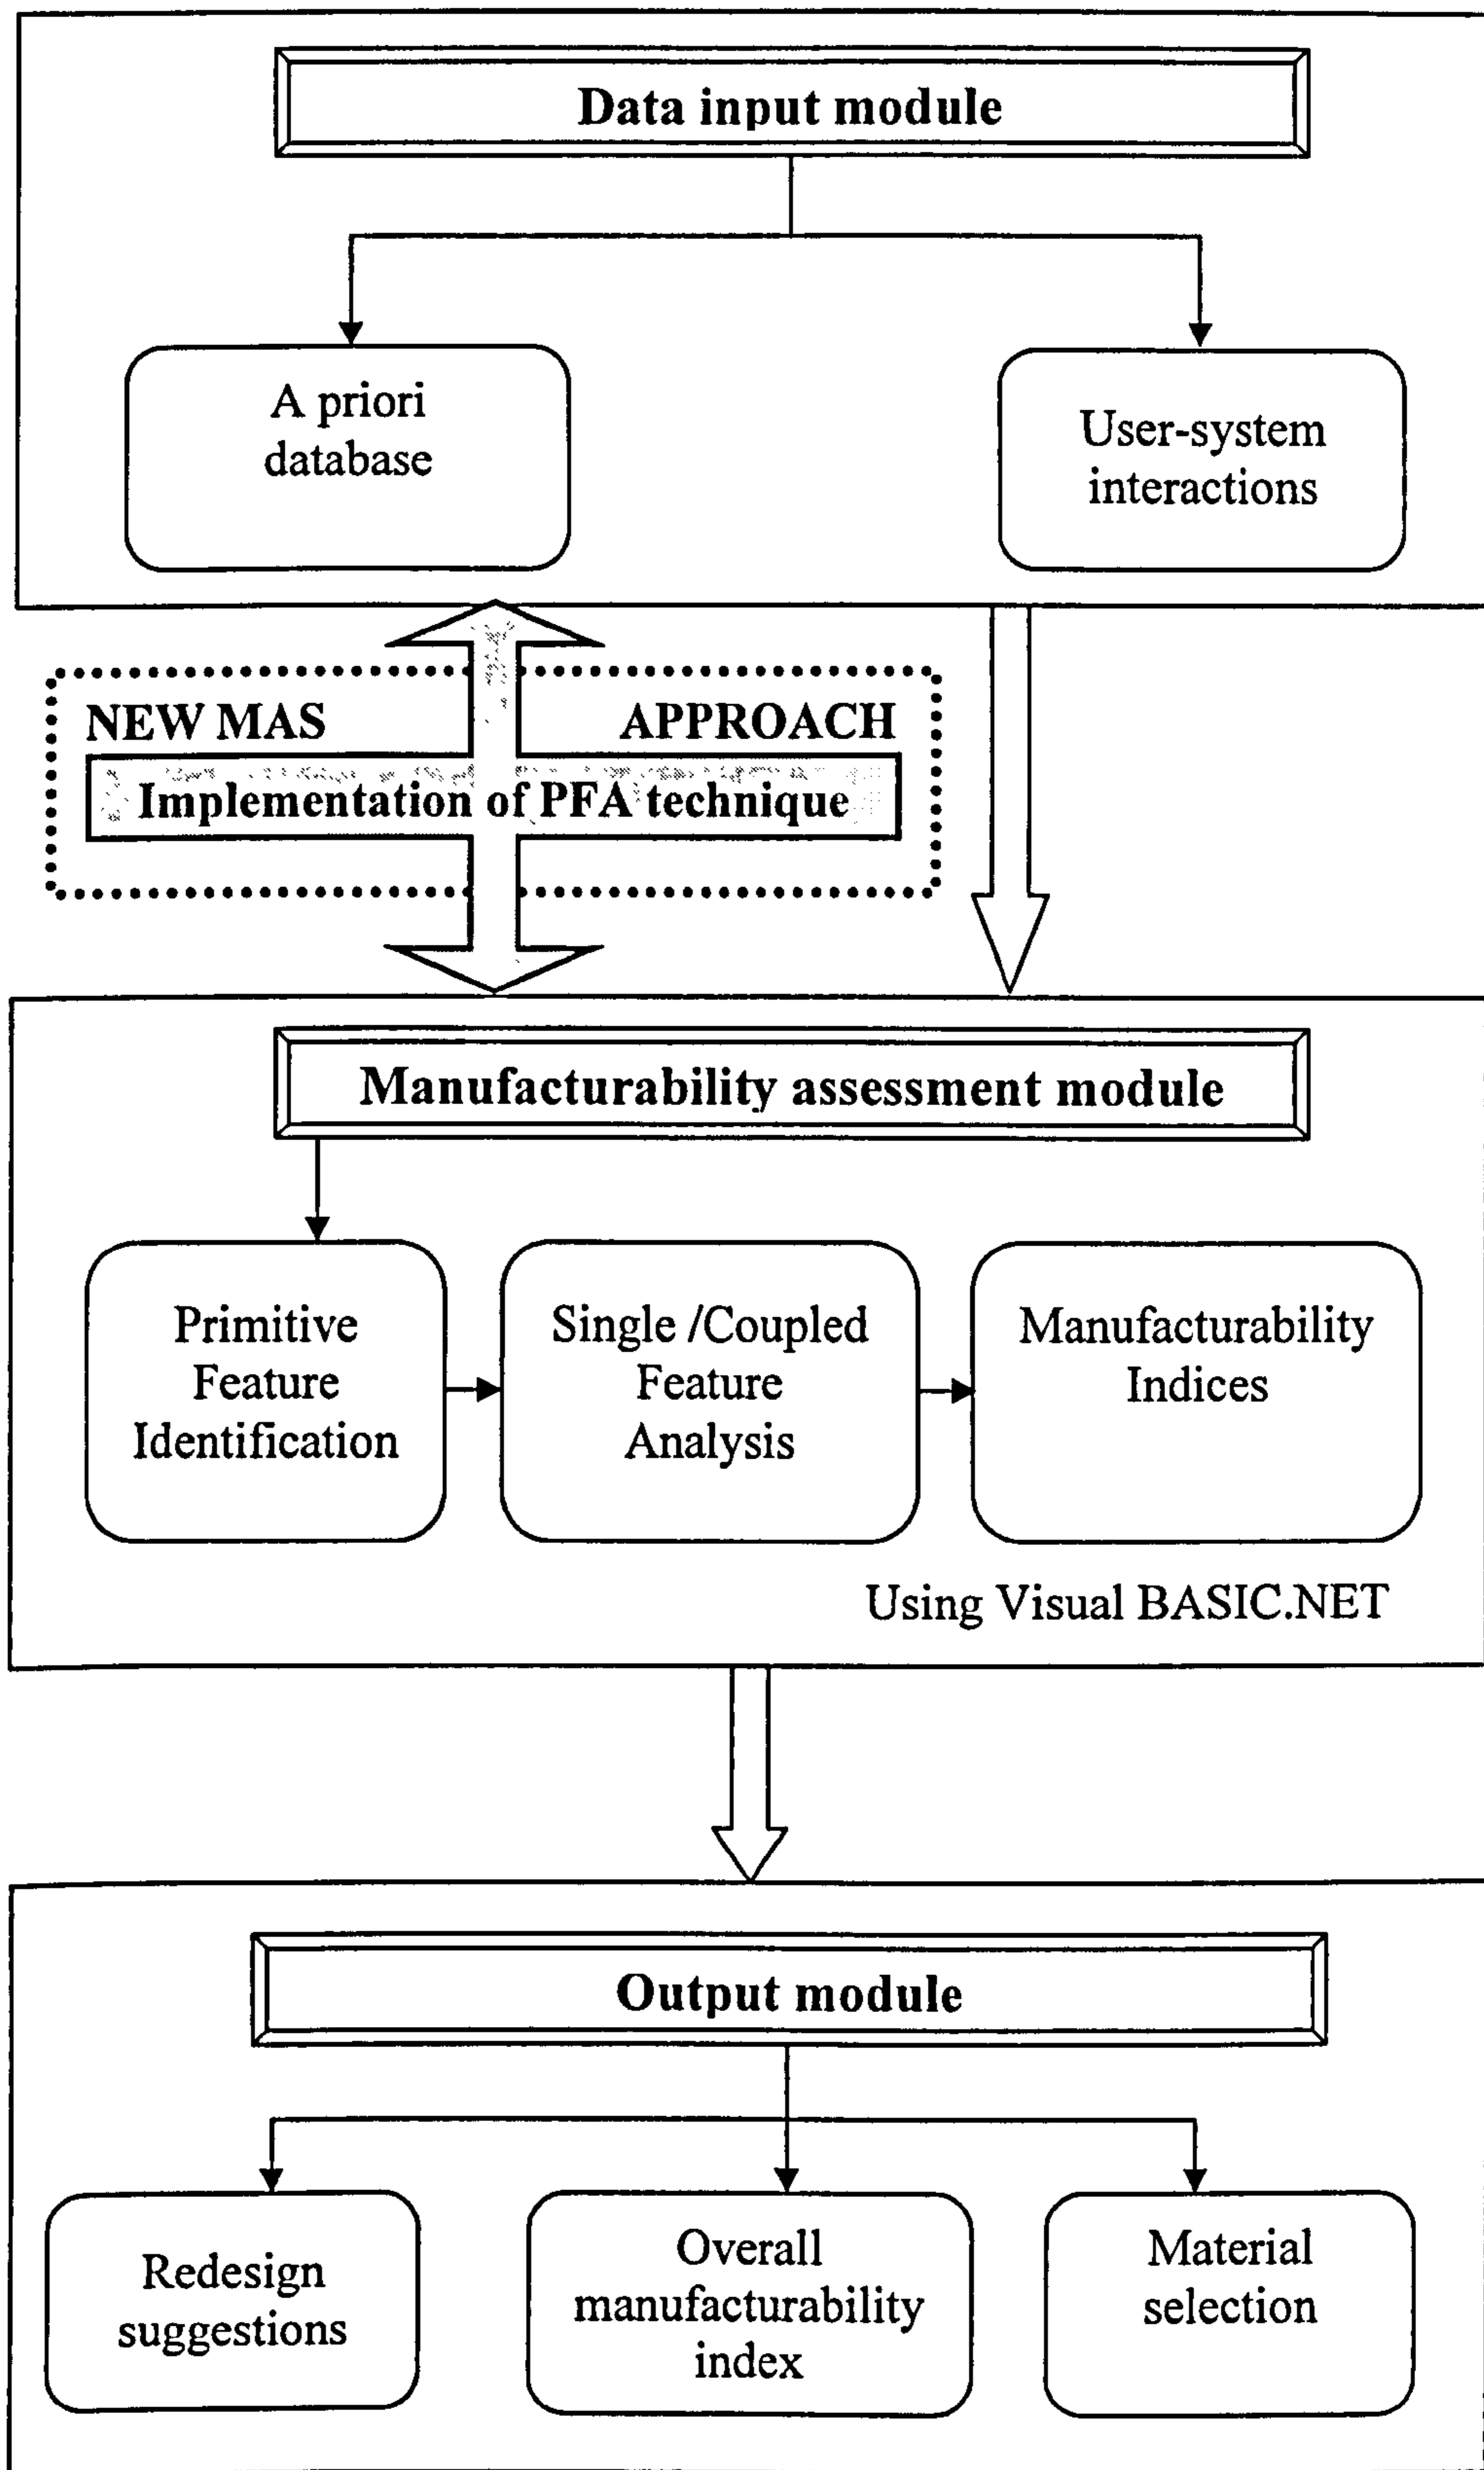 Data input module
A priori
database
User-system
interactions
NEW MAS APPROACH
Implementation of PFA technique
Manufacturability assessment module
Primitive
Feature
Identification
Single /Coupled
Feature
Analysis
Manufacturability
Indices
Using Visual BASIC.NET
Output module
Redesign
suggestions
Overall
manufacturability
index
Material
selection